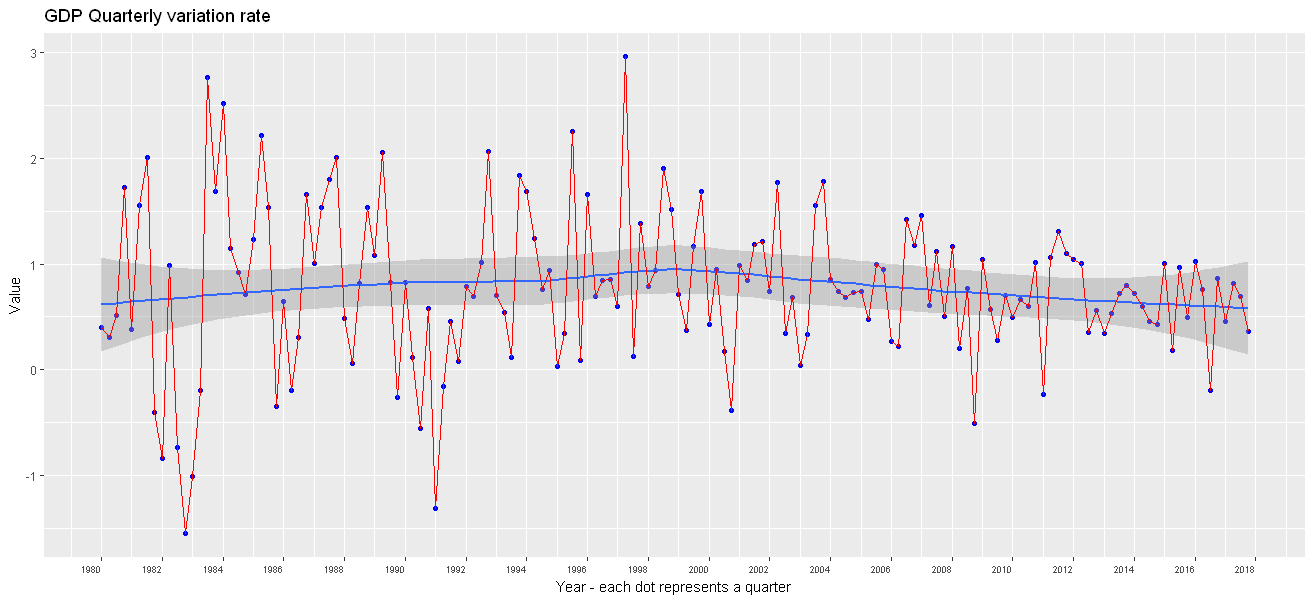 GDP Quarterly variation rate
3
2
1
0
-1
Value
1980 1982 1984 1986 1988 1990 1992 1994 1996 1998 2000 2002 2004 2006 2008 2010 2012 2014 2016 2018
Year - each dot represents a quarter